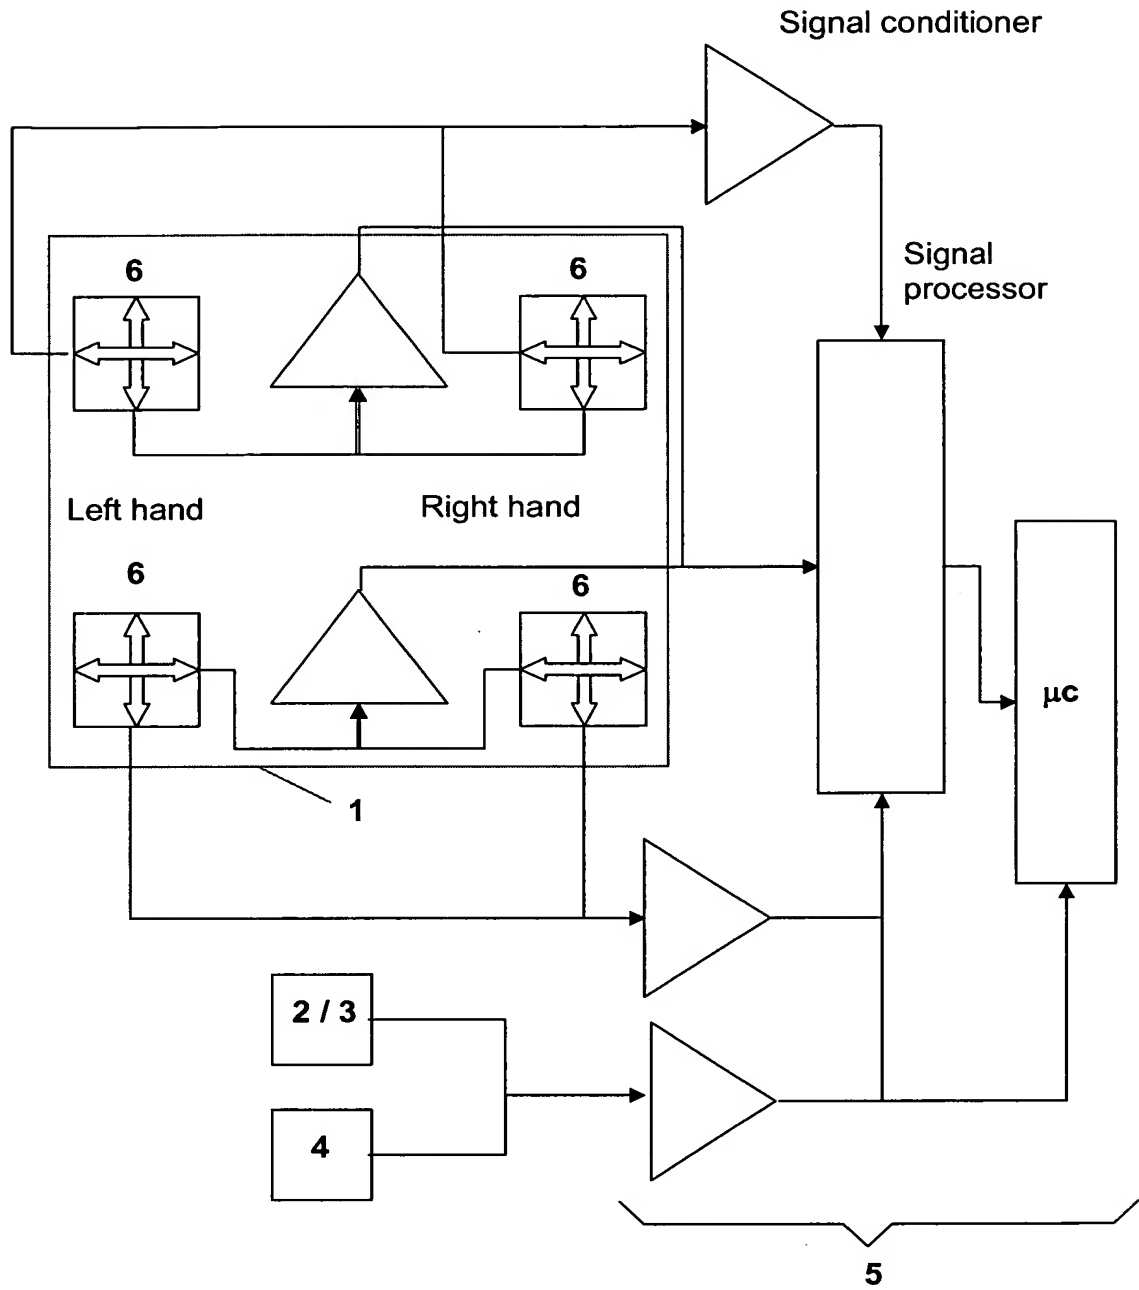 Signal conditioner
Signal
processor
6
6
Left hand
Right hand
6
6
μc
1
2 / 3
4
5